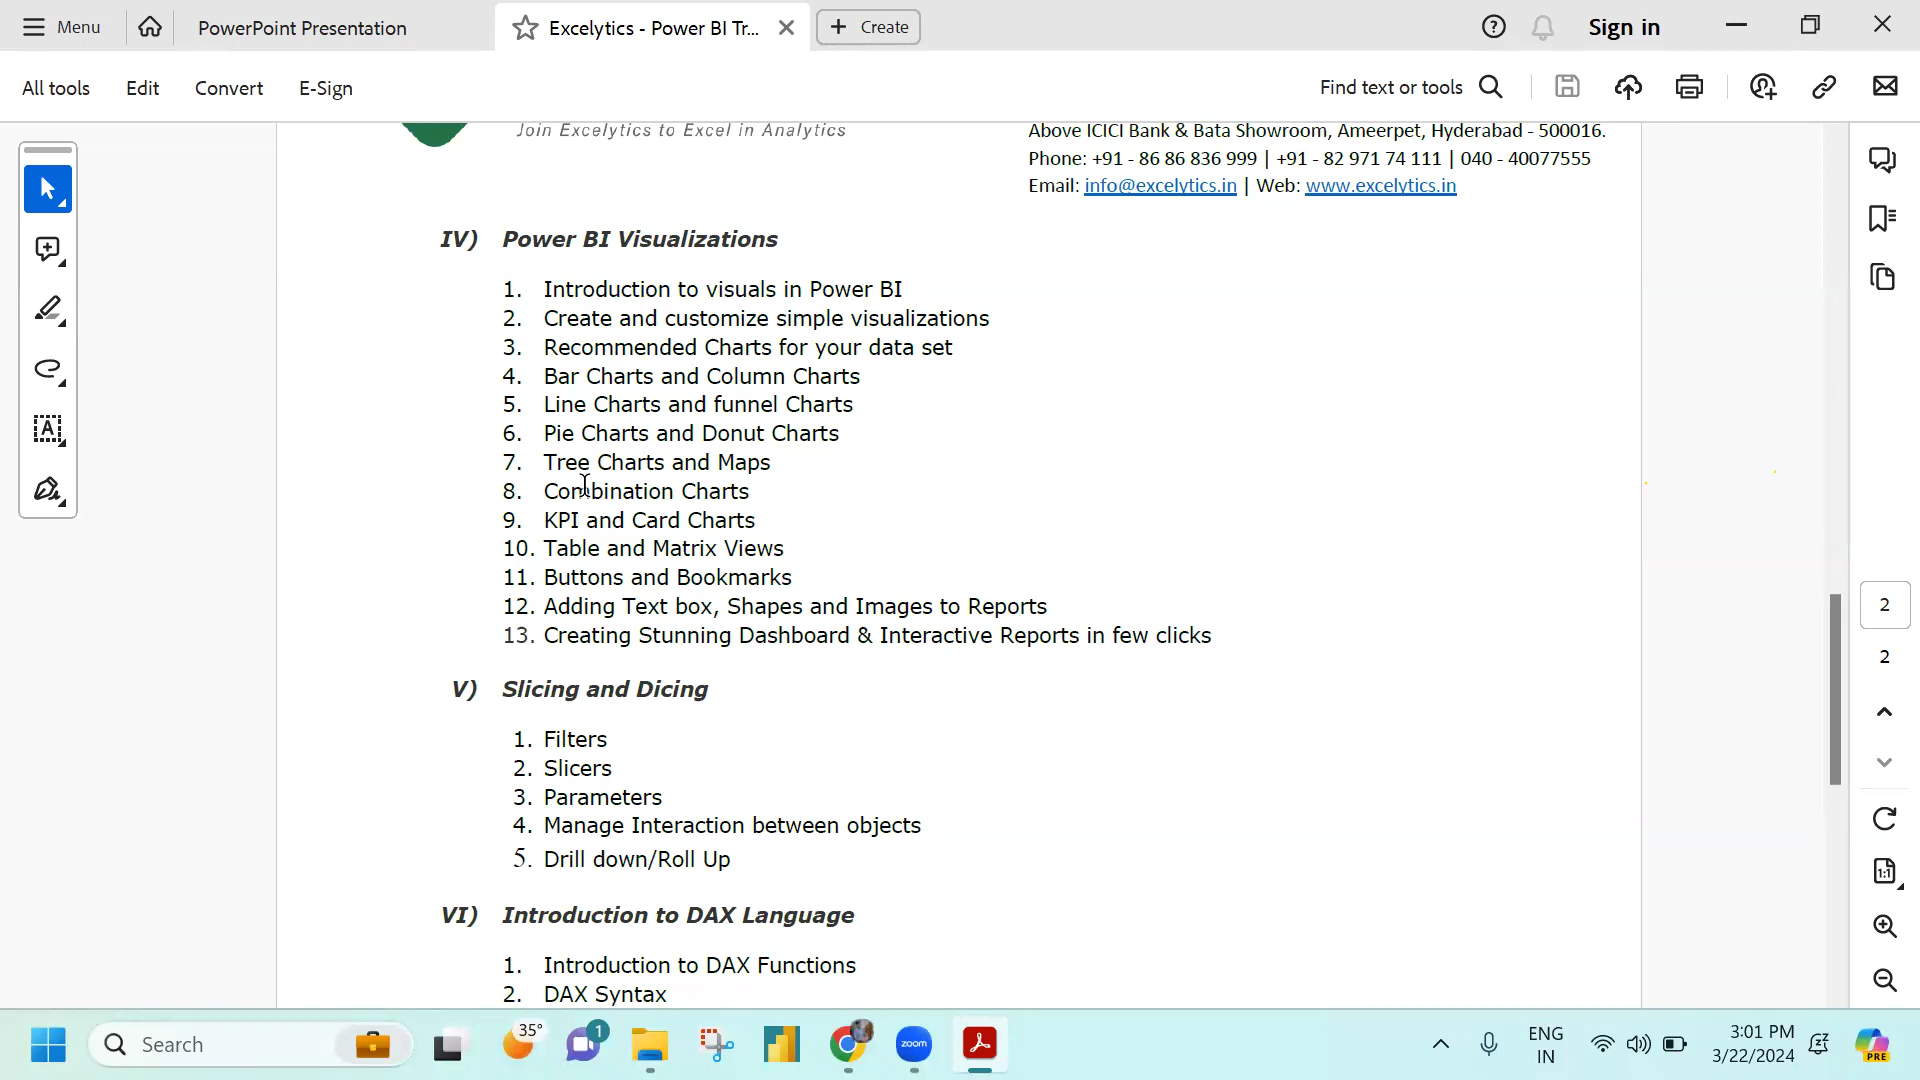 Menu
PowerPoint Presentation
Excelytics - Power BI Tr...
Create
Sign in
All tools
Edit
Convert
E-Sign
Find text or tools
Join Excelytics to Excel in Analytics
Above ICICI Bank & Bata Showroom, Ameerpet, Hyderabad - 500016.
Phone: +91 - 86 86 836 999 | +91 - 82 971 74 111 | 040 - 40077555
Email: info@excelytics.in | Web: www.excelytics.in
IV) Power BI Visualizations
1. Introduction to visuals in Power BI
2. Create and customize simple visualizations
3. Recommended Charts for your data set
4. Bar Charts and Column Charts
5. Line Charts and funnel Charts
6. Pie Charts and Donut Charts
7. Tree Charts and Maps
8. Combination Charts
9. KPI and Card Charts
10. Table and Matrix Views
11. Buttons and Bookmarks
12. Adding Text box, Shapes and Images to Reports
13. Creating Stunning Dashboard & Interactive Reports in few clicks
V) Slicing and Dicing
1. Filters
2. Slicers
3. Parameters
4. Manage Interaction between objects
5. Drill down/Roll Up
VI) Introduction to DAX Language
1. Introduction to DAX Functions
2. DAX Syntax
2
2
1:1
Search
35°
1
zoom
ENG
IN
3:01 PM
3/22/2024
PRE